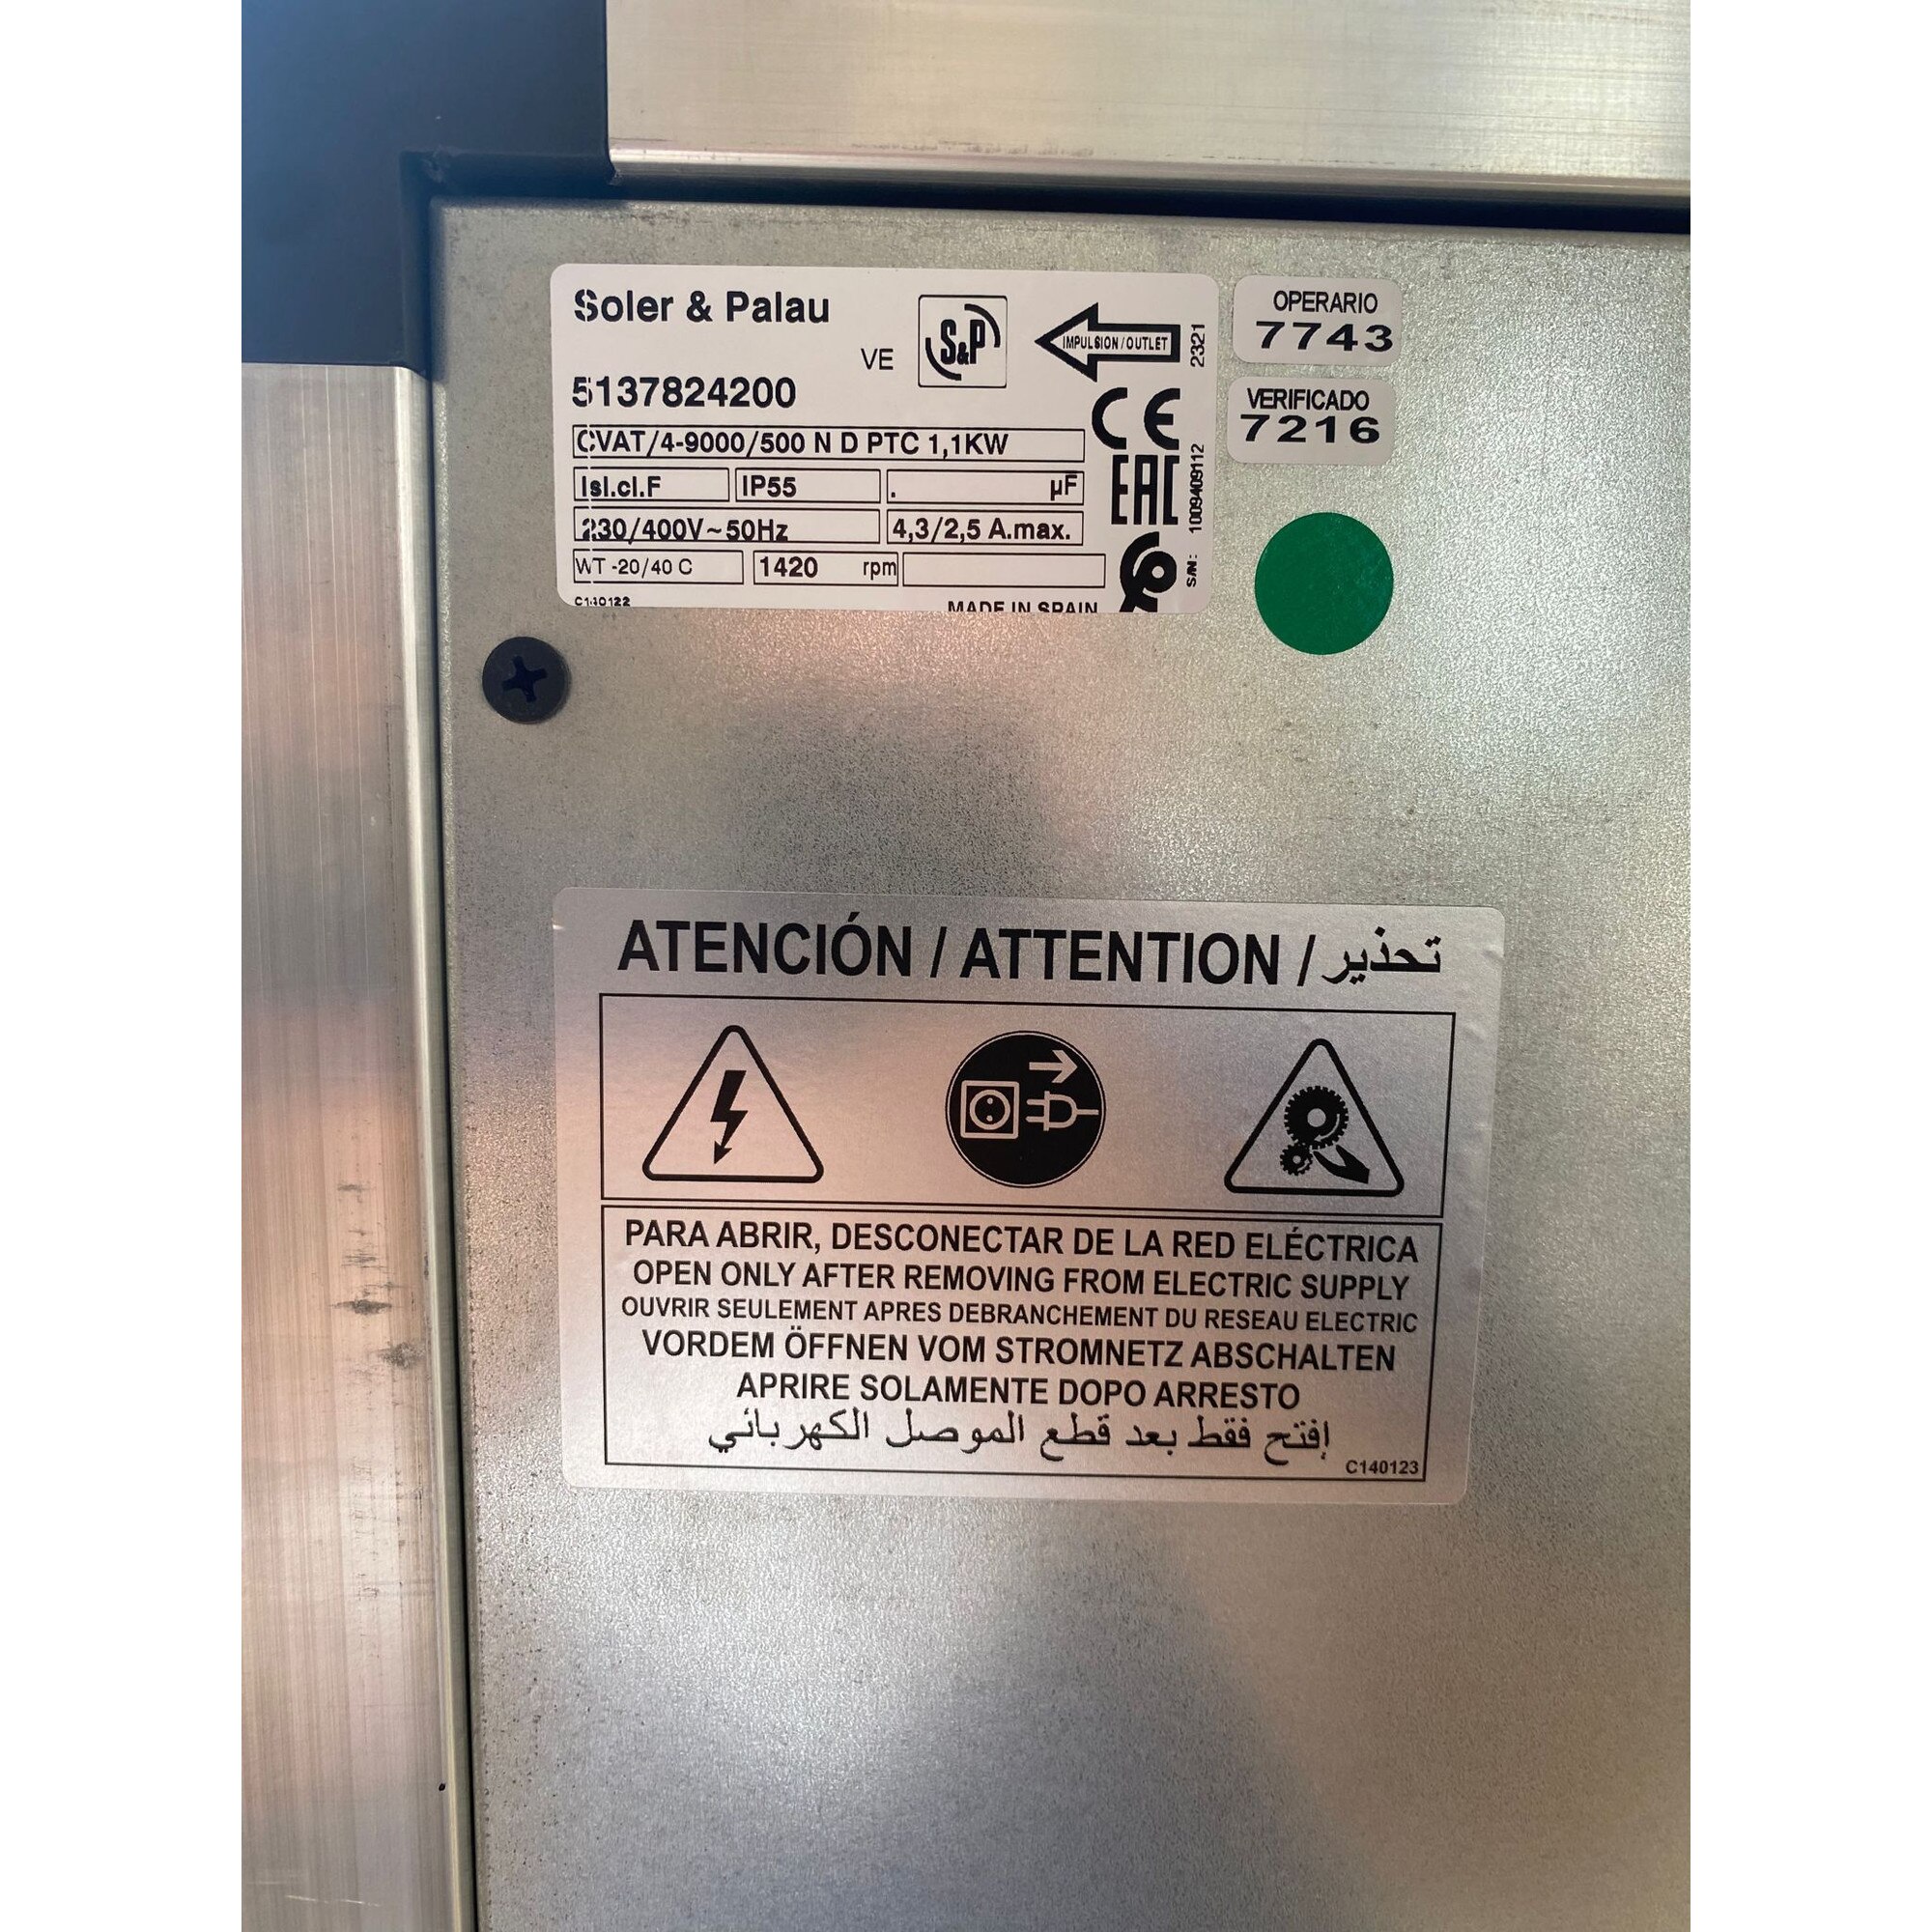 Soler & Palau
VE
S&P
IMPULSION/OUTLET
2321
5137824200
CVAT/4-9000/500 N D PTC 1,1KW
Isl.cl.F
IP55
. µF
230/400V~50Hz
4,3/2,5 A.max.
WT -20/40 C
1420 rpm
C140122
MADE IN SPAIN
CE
EAC
S/N: 1009409112
OPERARIO
7743
VERIFICADO
7216
ATENCIÓN / ATTENTION / تحذير
PARA ABRIR, DESCONECTAR DE LA RED ELÉCTRICA
OPEN ONLY AFTER REMOVING FROM ELECTRIC SUPPLY
OUVRIR SEULEMENT APRES DEBRANCHEMENT DU RESEAU ELECTRIC
VORDEM ÖFFNEN VOM STROMNETZ ABSCHALTEN
APRIRE SOLAMENTE DOPO ARRESTO
إفتح فقط بعد قطع الموصل الكهربائي
C140123